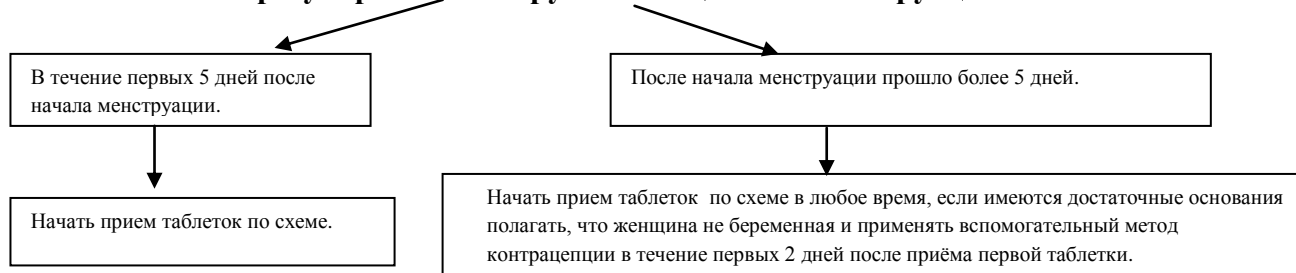 В течение первых 5 дней после
начала менструации.
После начала менструации прошло более 5 дней.
Начать прием таблеток по схеме.
Начать прием таблеток по схеме в любое время, если имеются достаточные основания
полагать, что женщина не беременная и применять вспомогательный метод
контрацепции в течение первых 2 дней после приёма первой таблетки.